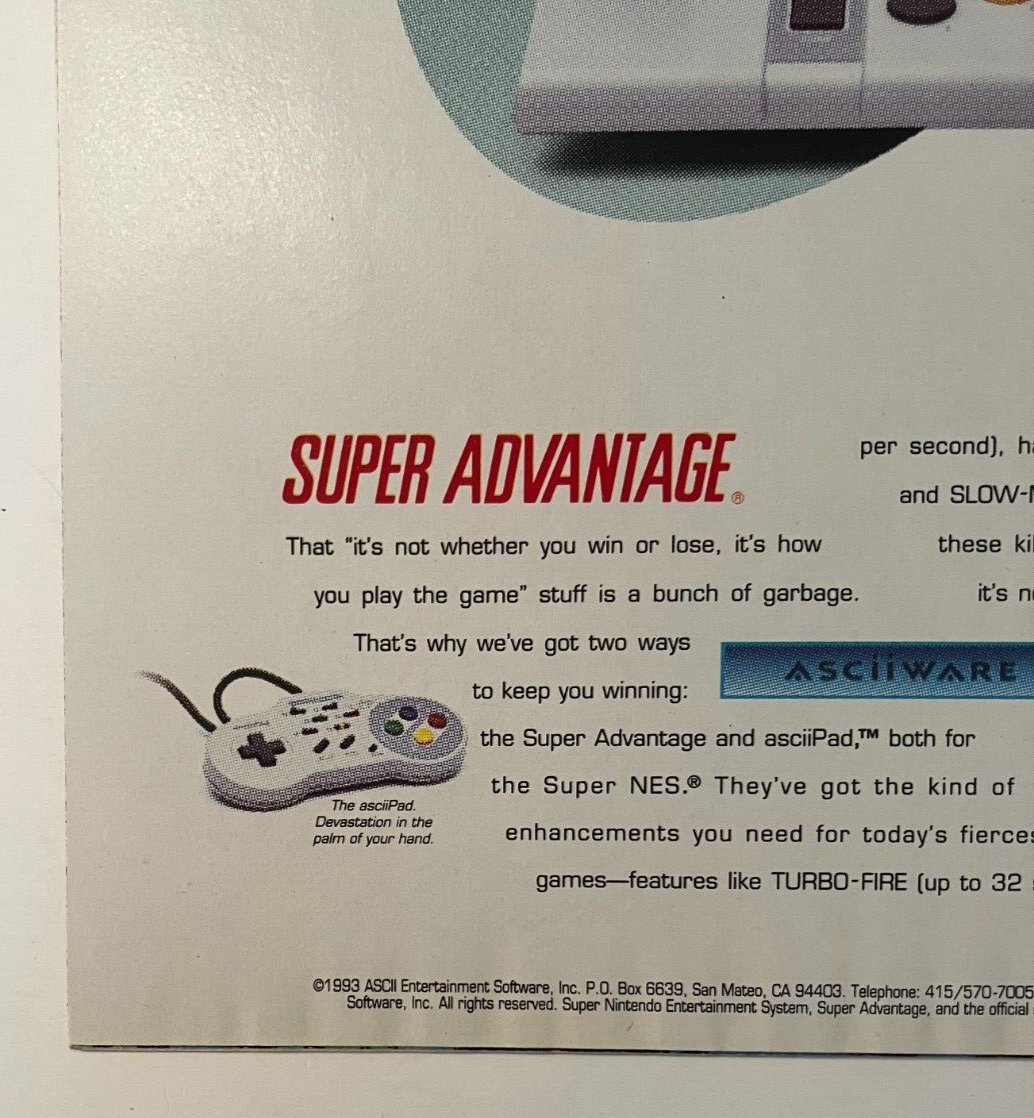 SUPER ADVANTAGE®
That "it's not whether you win or lose, it's how
you play the game" stuff is a bunch of garbage.
That's why we've got two ways
to keep you winning:
the Super Advantage and asciiPad,™ both for
the Super NES.® They've got the kind of
enhancements you need for today's
games—features like TURBO-FIRE (up to 32
per second),
and
these
it's
ASCiiWARE
The asciiPad.
Devastation in the
palm of your hand.
©1993 ASCII Entertainment Software, Inc. P.O. Box 6639, San Mateo, CA 94403. Telephone: 415/570-7005
Software, Inc. All rights reserved. Super Nintendo Entertainment System, Super Advantage, and the official